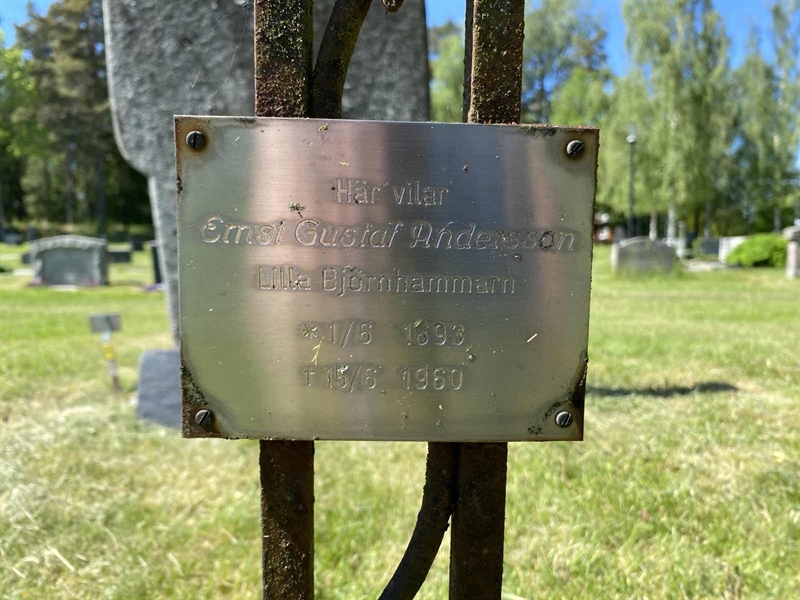 Här vilar
Ernst Gustaf Andersson
Lilla Björnhammarn
* 1/6 1893
† 15/6 1960